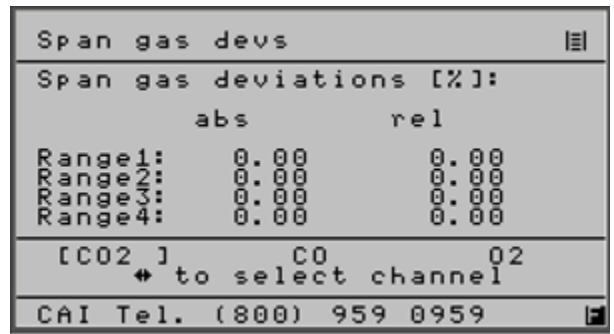 Span gas devs
Span gas deviations [%]:
abs rel
Range1: 0.00 0.00
Range2: 0.00 0.00
Range3: 0.00 0.00
Range4: 0.00 0.00
[CO2 ] CO O2
to select channel
CAI Tel. (800) 959 0959